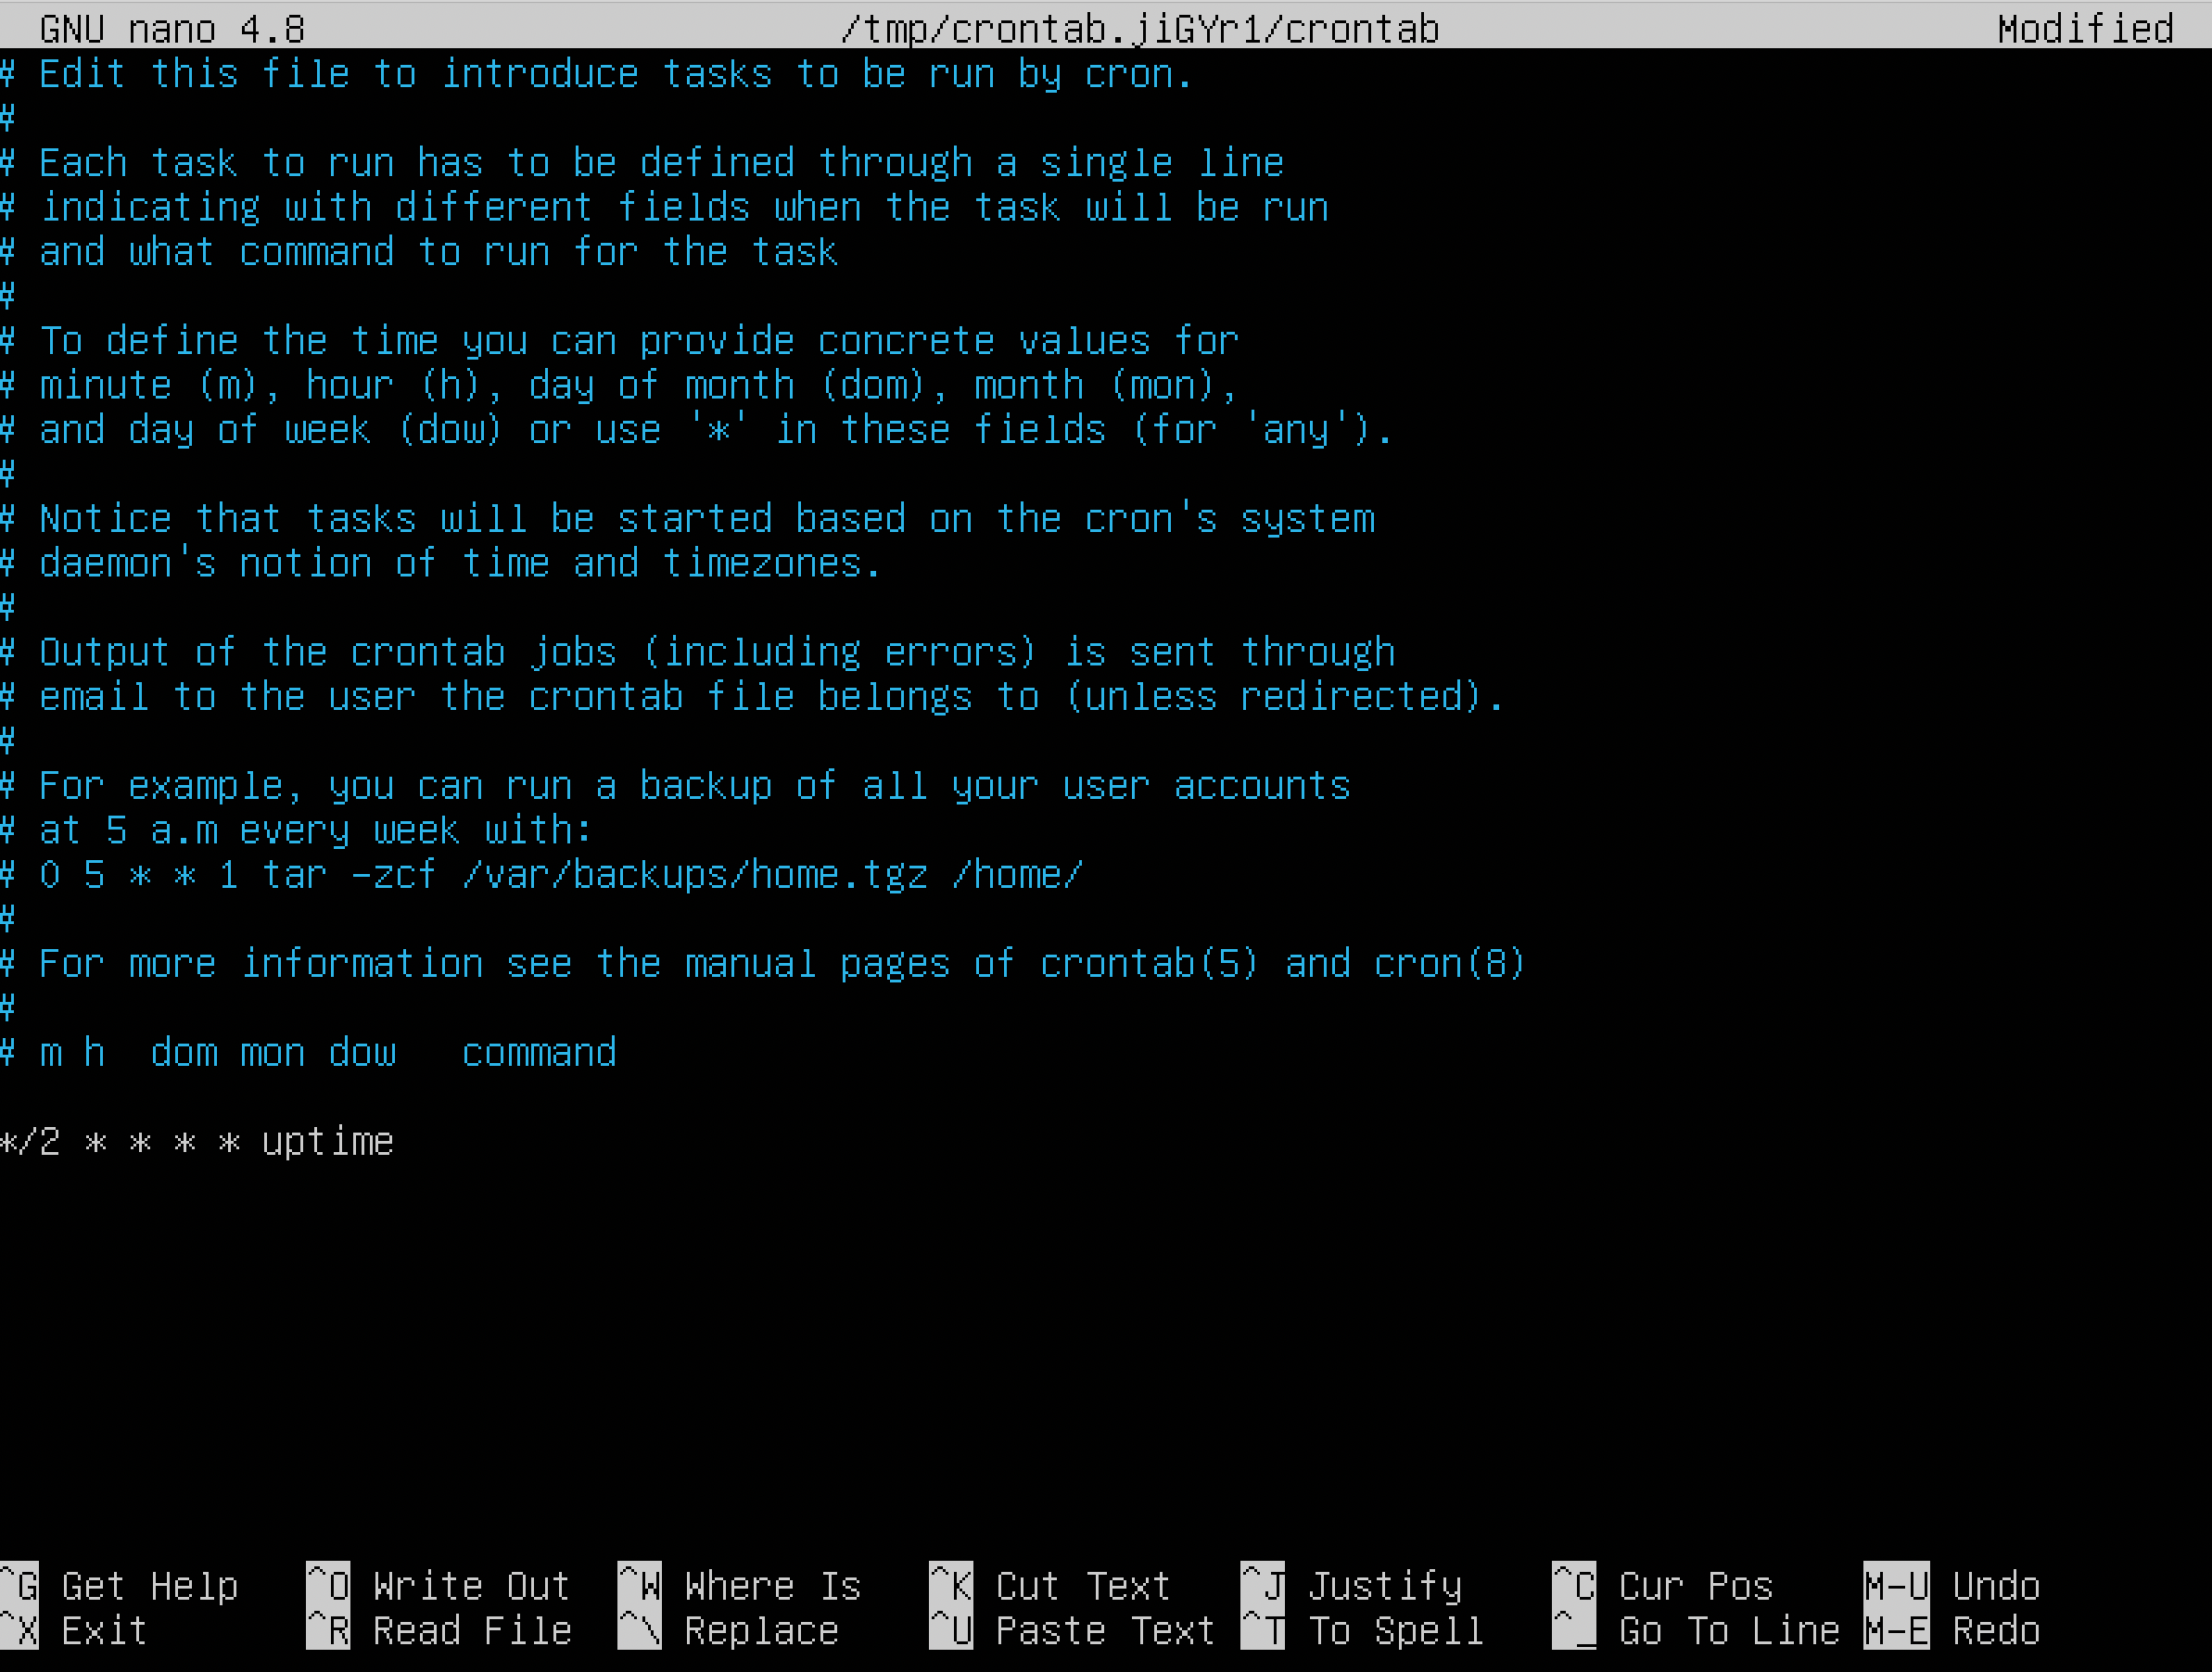 GNU nano 4.8 /tmp/crontab.jiGYr1/crontab Modified
# Edit this file to introduce tasks to be run by cron.
#
# Each task to run has to be defined through a single line
# indicating with different fields when the task will be run
# and what command to run for the task
#
# To define the time you can provide concrete values for
# minute (m), hour (h), day of month (dom), month (mon),
# and day of week (dow) or use '*' in these fields (for 'any').
#
# Notice that tasks will be started based on the cron's system
# daemon's notion of time and timezones.
#
# Output of the crontab jobs (including errors) is sent through
# email to the user the crontab file belongs to (unless redirected).
#
# For example, you can run a backup of all your user accounts
# at 5 a.m every week with:
# 0 5 * * 1 tar -zcf /var/backups/home.tgz /home/
#
# For more information see the manual pages of crontab(5) and cron(8)
#
# m h  dom mon dow   command
*/2 * * * * uptime
^G Get Help ^O Write Out ^W Where Is ^K Cut Text ^J Justify ^C Cur Pos M-U Undo
^X Exit ^R Read File ^\ Replace ^U Paste Text ^T To Spell ^_ Go To Line M-E Redo